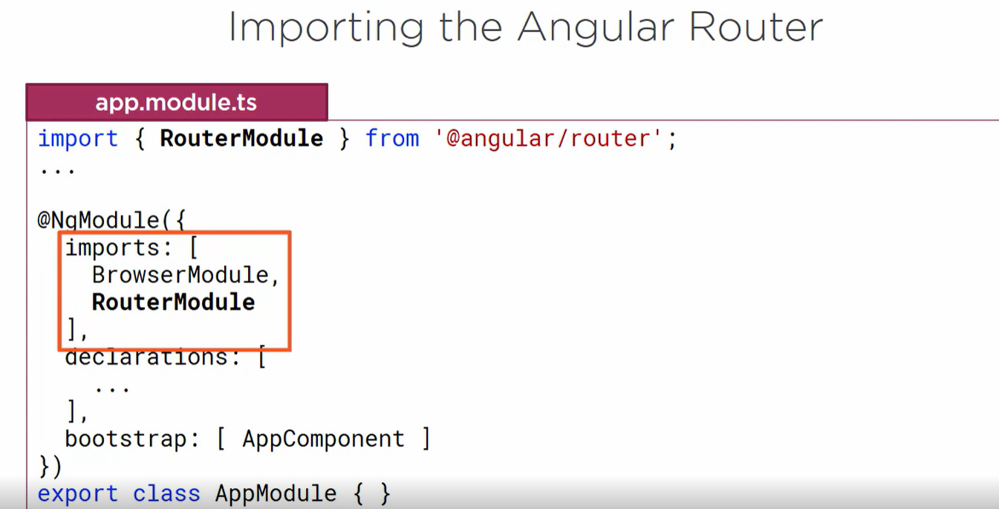 Importing the Angular Router
app.module.ts
import { RouterModule } from '@angular/router';
...
@NgModule({
imports: [
BrowserModule,
RouterModule
],
declarations: [
...
],
bootstrap: [ AppComponent ]
})
export class AppModule { }